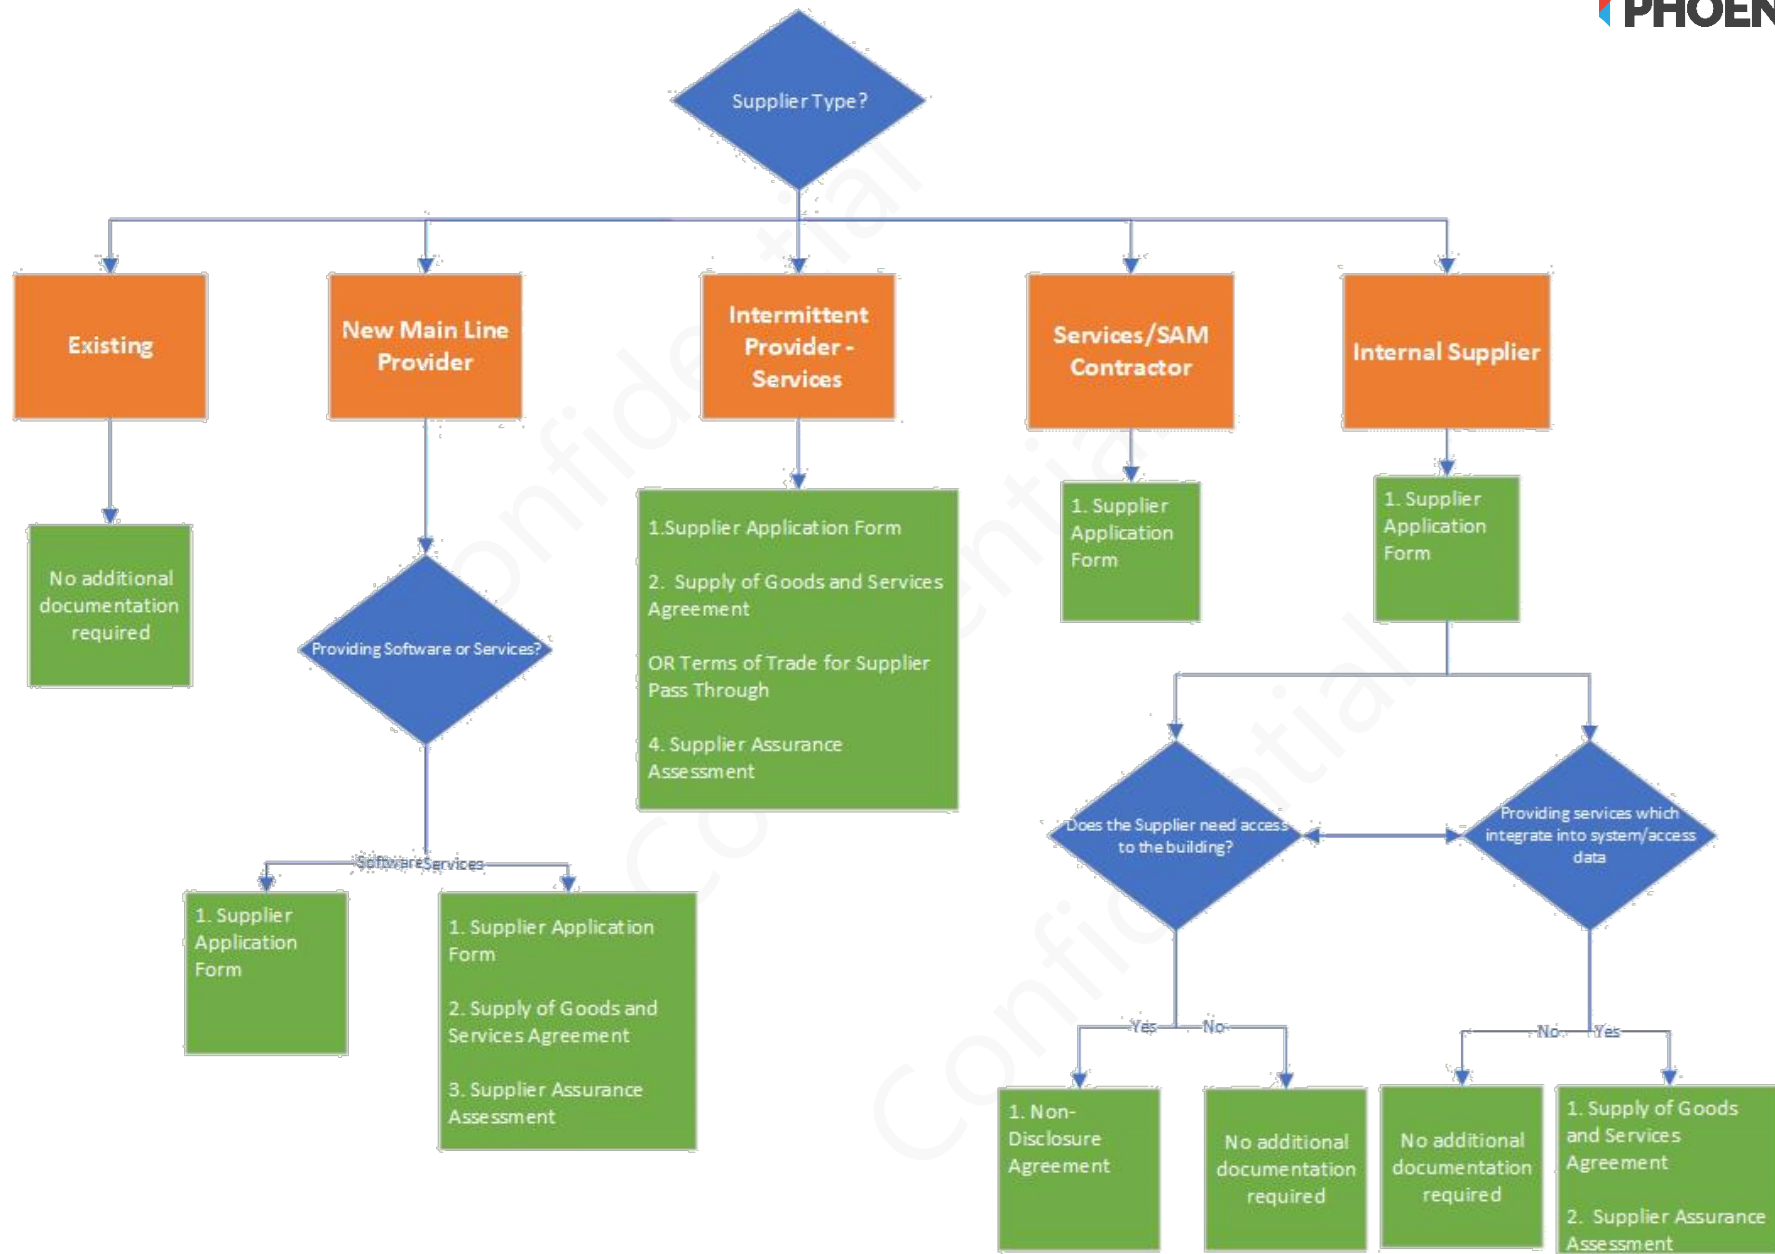 PHOEN
Supplier Type?
Existing
New Main Line
Provider
Intermittent
Provider -
Services
Services/SAM
Contractor
Internal Supplier
No additional
documentation
required
Providing Software or Services?
1.Supplier Application Form
2. Supply of Goods and Services
Agreement
OR Terms of Trade for Supplier
Pass Through
4. Supplier Assurance
Assessment
1. Supplier
Application
Form
1. Supplier
Application
Form
Software
Services
1. Supplier
Application
Form
1. Supplier Application
Form
2. Supply of Goods and
Services Agreement
3. Supplier Assurance
Assessment
Does the Supplier need access
to the building?
Providing services which
integrate into system/access
data
Yes
No
No
Yes
1. Non-
Disclosure
Agreement
No additional
documentation
required
No additional
documentation
required
1. Supply of Goods
and Services
Agreement
2. Supplier Assurance
Assessment
Confidential
Confidential
Confidential